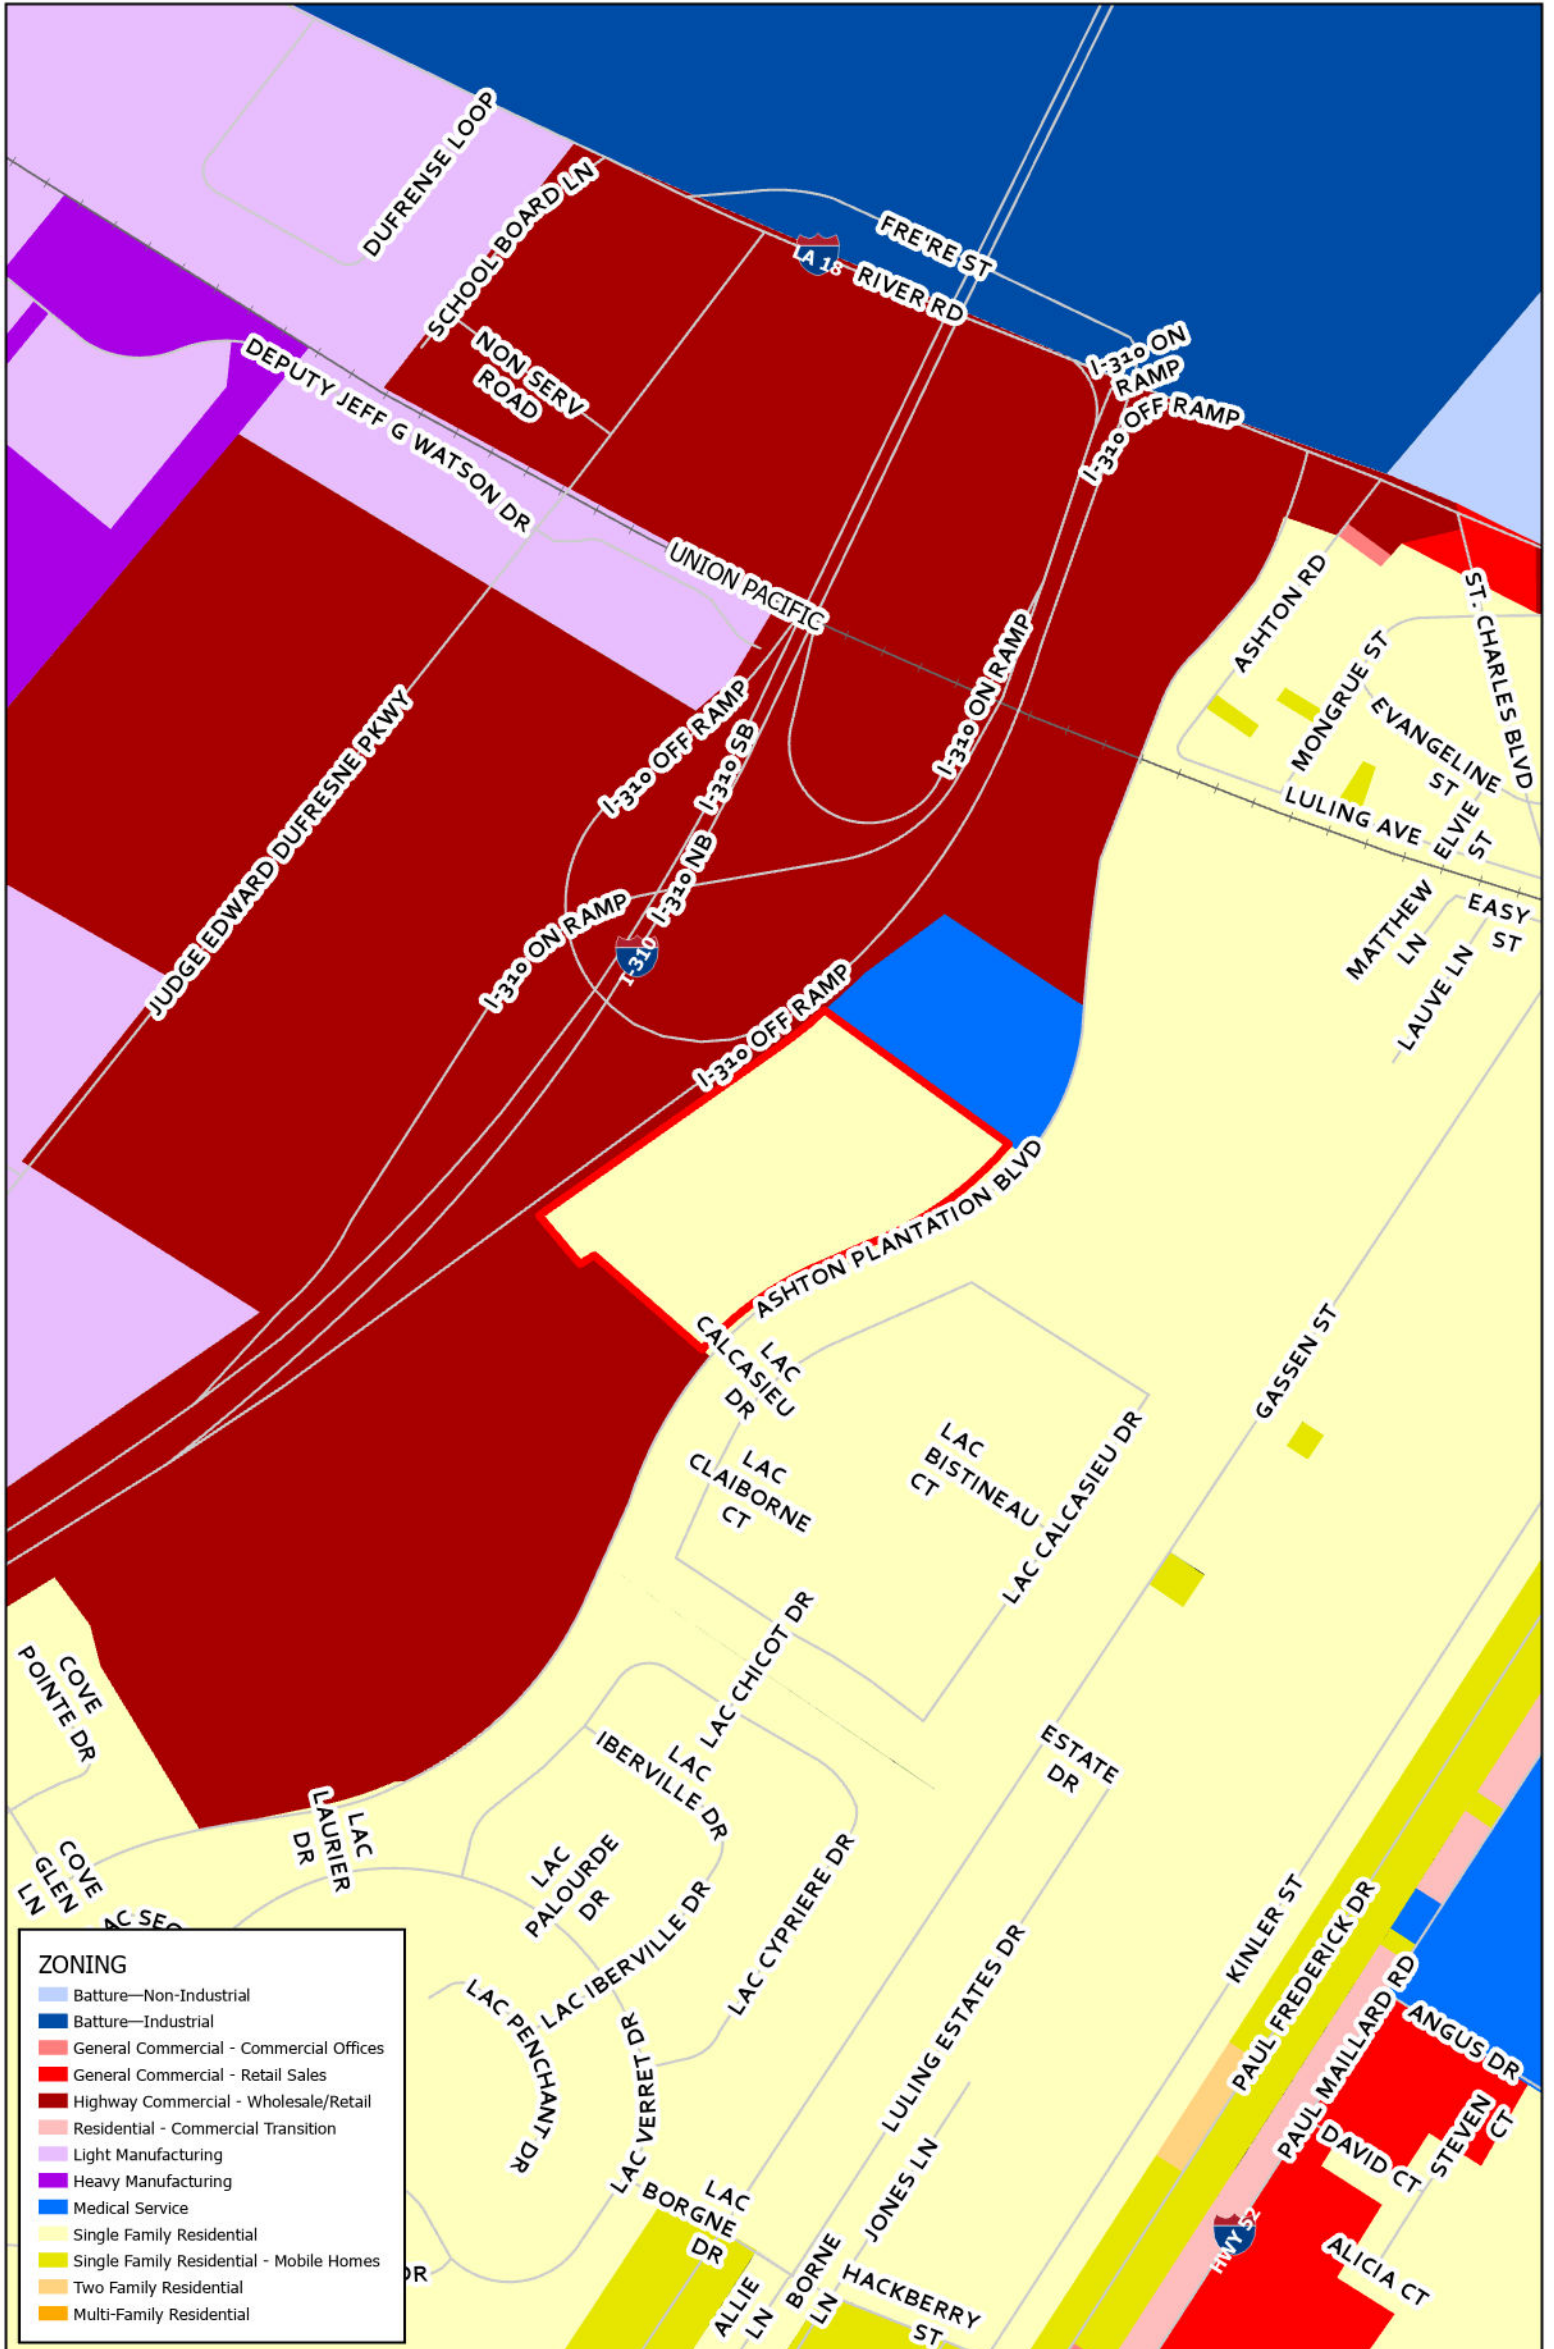 DUFRENSE LOOP
SCHOOL BOARD LN
FRE'RE ST
LA 18
RIVER RD
NON SERV
ROAD
I-310 ON
RAMP
I-310 OFF RAMP
DEPUTY JEFF G WATSON DR
UNION PACIFIC
ASHTON RD
ST. CHARLES BLVD
MONGRUE ST
EVANGELINE
ST
I-310 ON RAMP
I-310 OFF RAMP
I-310 SB
JUDGE EDWARD DUFRESNE PKWY
LULING AVE
ELVIE
ST
I-310 NB
MATTHEW
LN
EASY
ST
I-310 ON RAMP
I-310
LAUVE LN
I-310 OFF RAMP
ASHTON PLANTATION BLVD
LAC
CALCASIEU
DR
GASSEN ST
LAC
CLAIBORNE
CT
LAC
BISTINEAU
CT
LAC CALCASIEU DR
LAC CHICOT DR
COVE
POINTE DR
LAC
IBERVILLE DR
ESTATE
DR
LAC
LAURIER
DR
COVE
GLEN
LN
LAC
PALOURDE
DR
LAC CYPRIERE DR
KINLER ST
PAUL FREDERICK DR
LAC IBERVILLE DR
LULING ESTATES DR
PAUL MAILLARD RD
LAC PENCHANT DR
LAC VERRET DR
ANGUS DR
STEVEN
CT
DAVID CT
JONES LN
LAC
BORGNE
DR
HWY 52
ALICIA CT
ALLIE
LN
BORNE
LN
HACKBERRY
ST
DR
ZONING
Batture—Non-Industrial
Batture—Industrial
General Commercial - Commercial Offices
General Commercial - Retail Sales
Highway Commercial - Wholesale/Retail
Residential - Commercial Transition
Light Manufacturing
Heavy Manufacturing
Medical Service
Single Family Residential
Single Family Residential - Mobile Homes
Two Family Residential
Multi-Family Residential